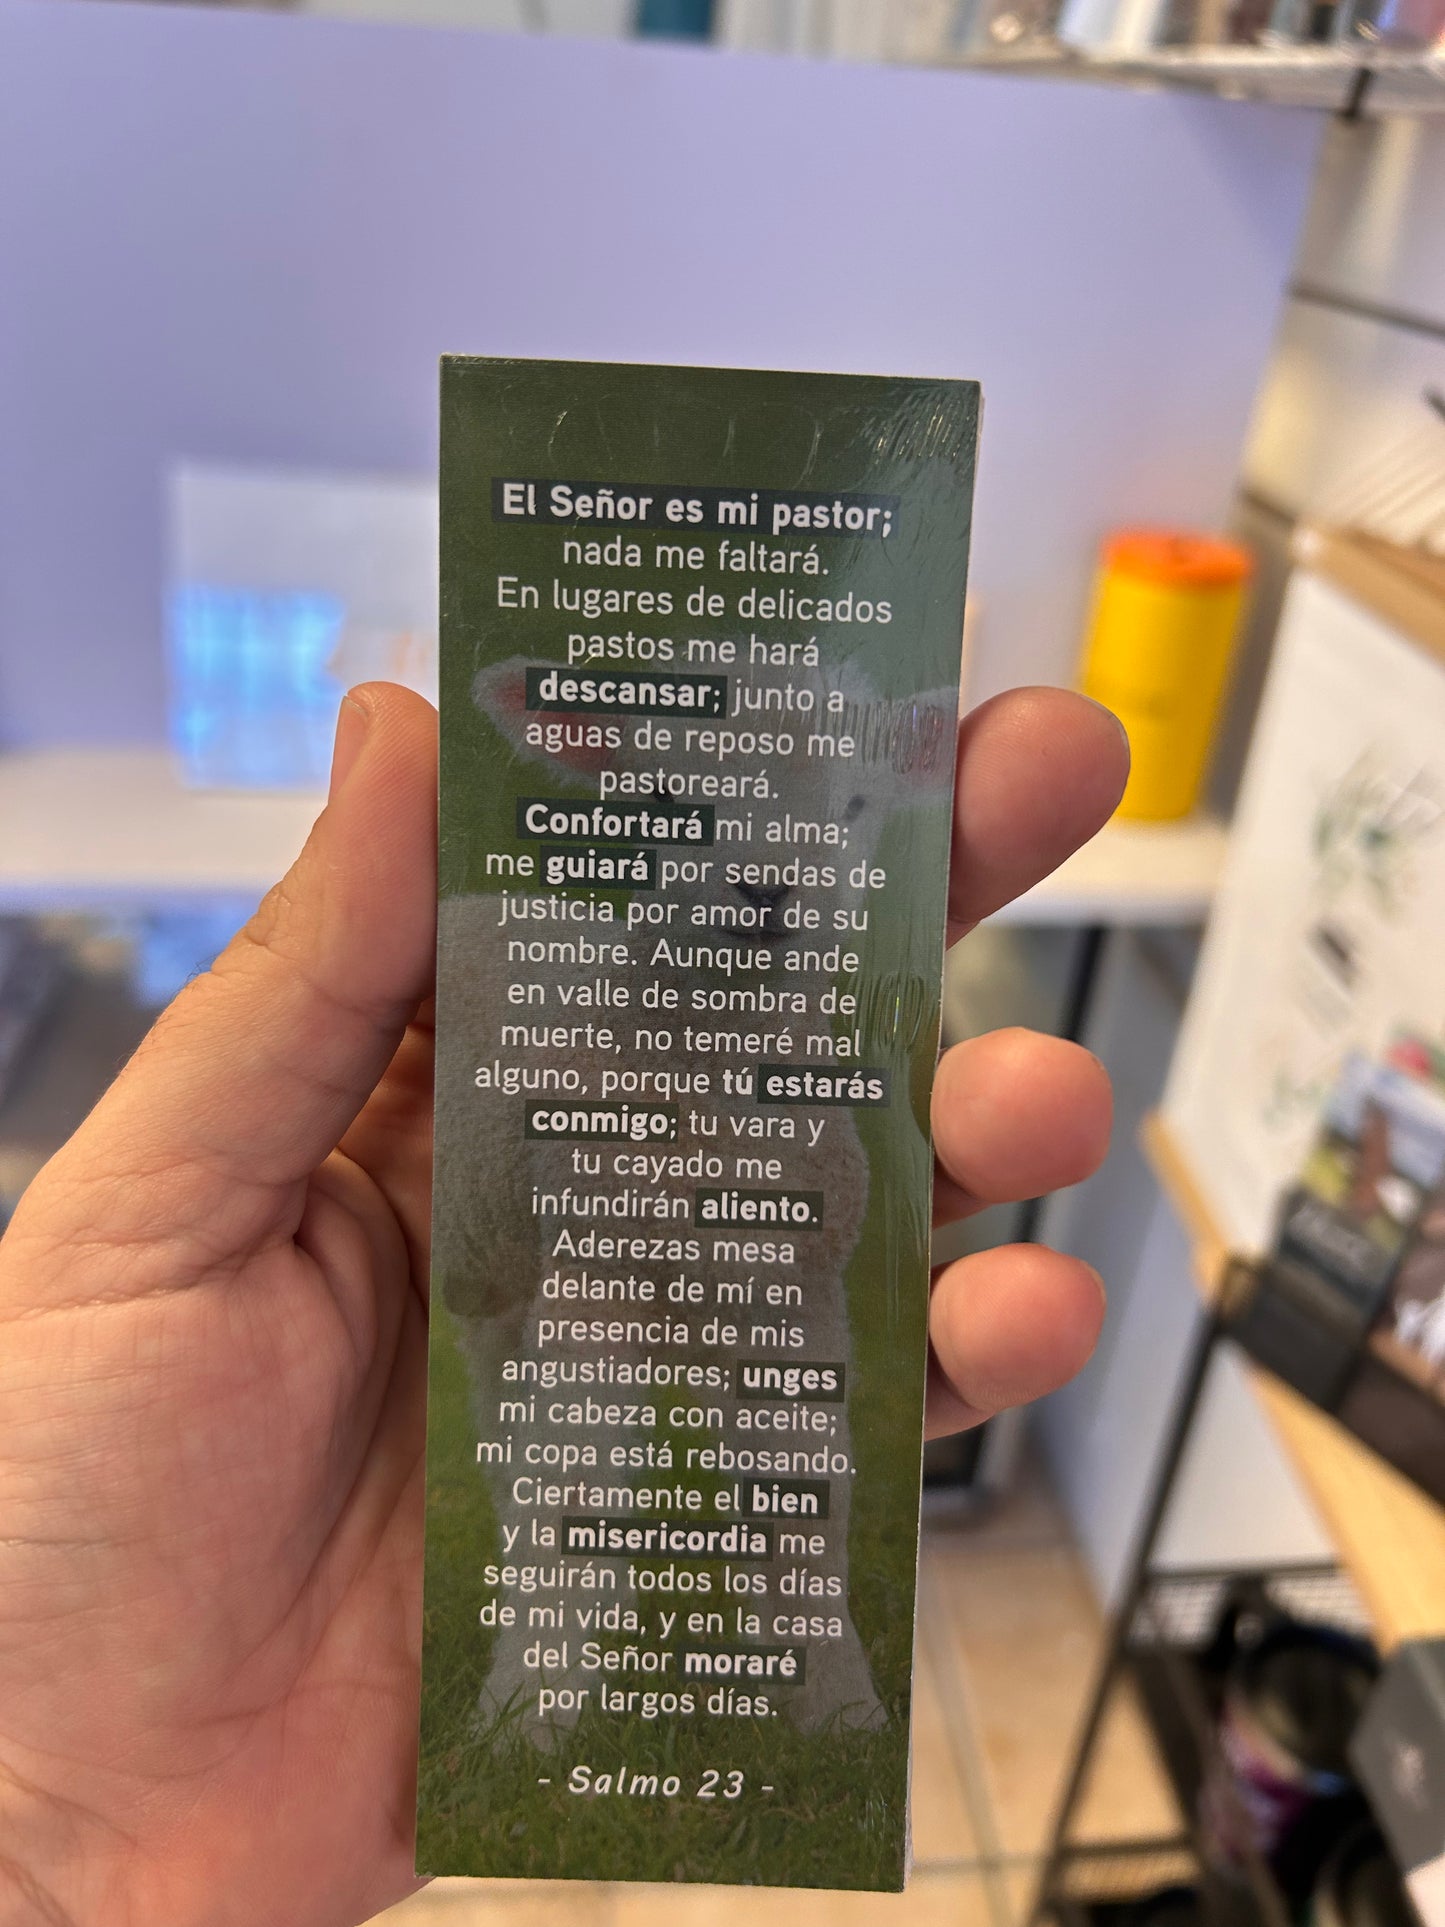 El Señor es mi pastor;
nada me faltará.
En lugares de delicados
pastos me hará
descansar; junto a
aguas de reposo me
pastoreará.
Confortará mi alma;
me guiará por sendas de
justicia por amor de su
nombre. Aunque ande
en valle de sombra de
muerte, no temeré mal
alguno, porque tú estarás
conmigo; tu vara y
tu cayado me
infundirán aliento.
Aderezas mesa
delante de mí en
presencia de mis
angustiadores; unges
mi cabeza con aceite;
mi copa está rebosando.
Ciertamente el bien
y la misericordia me
seguirán todos los días
de mi vida, y en la casa
del Señor moraré
por largos días.
- Salmo 23 -